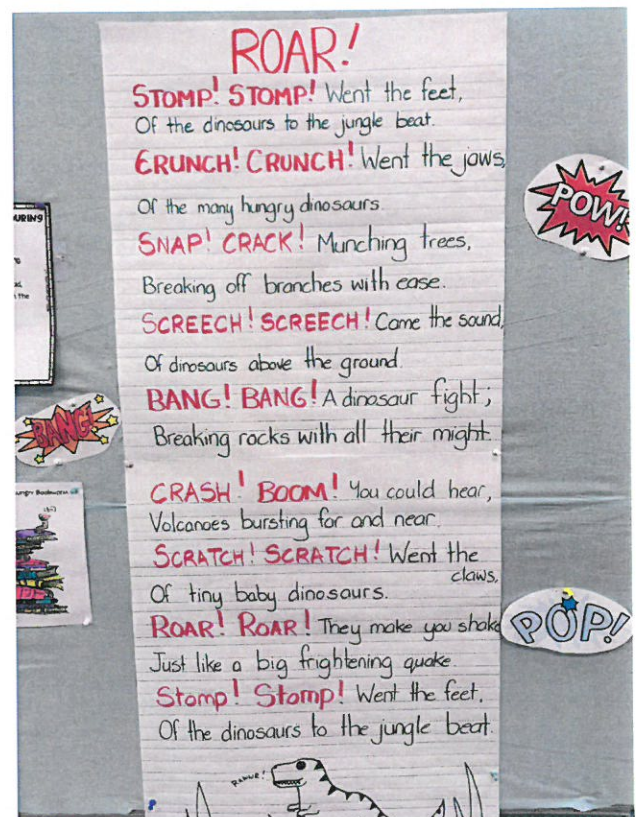 ROAR!
STOMP! STOMP! Went the feet,
Of the dinosaurs to the jungle beat.
CRUNCH! CRUNCH! Went the jaws,
Of the many hungry dinosaurs.
SNAP! CRACK! Munching trees,
Breaking off branches with ease.
SCREECH! SCREECH! Came the sound,
Of dinosaurs above the ground.
BANG! BANG! A dinosaur fight;
Breaking rocks with all their might.
CRASH! BOOM! You could hear,
Volcanoes bursting far and near.
SCRATCH! SCRATCH! Went the
claws,
Of tiny baby dinosaurs.
ROAR! ROAR! They make you shake
Just like a big frightening quake.
Stomp! Stomp! Went the feet,
Of the dinosaurs to the jungle beat.
POW!
BANG!
POP!